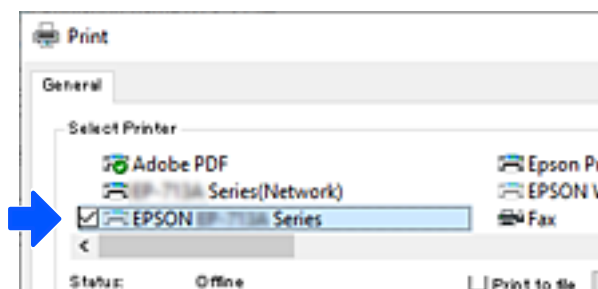 Print
General
Select Printer
Adobe PDF
Epson P
Series(Network)
EPSON
EPSON Series
Fax
Status: Offline
Print to file